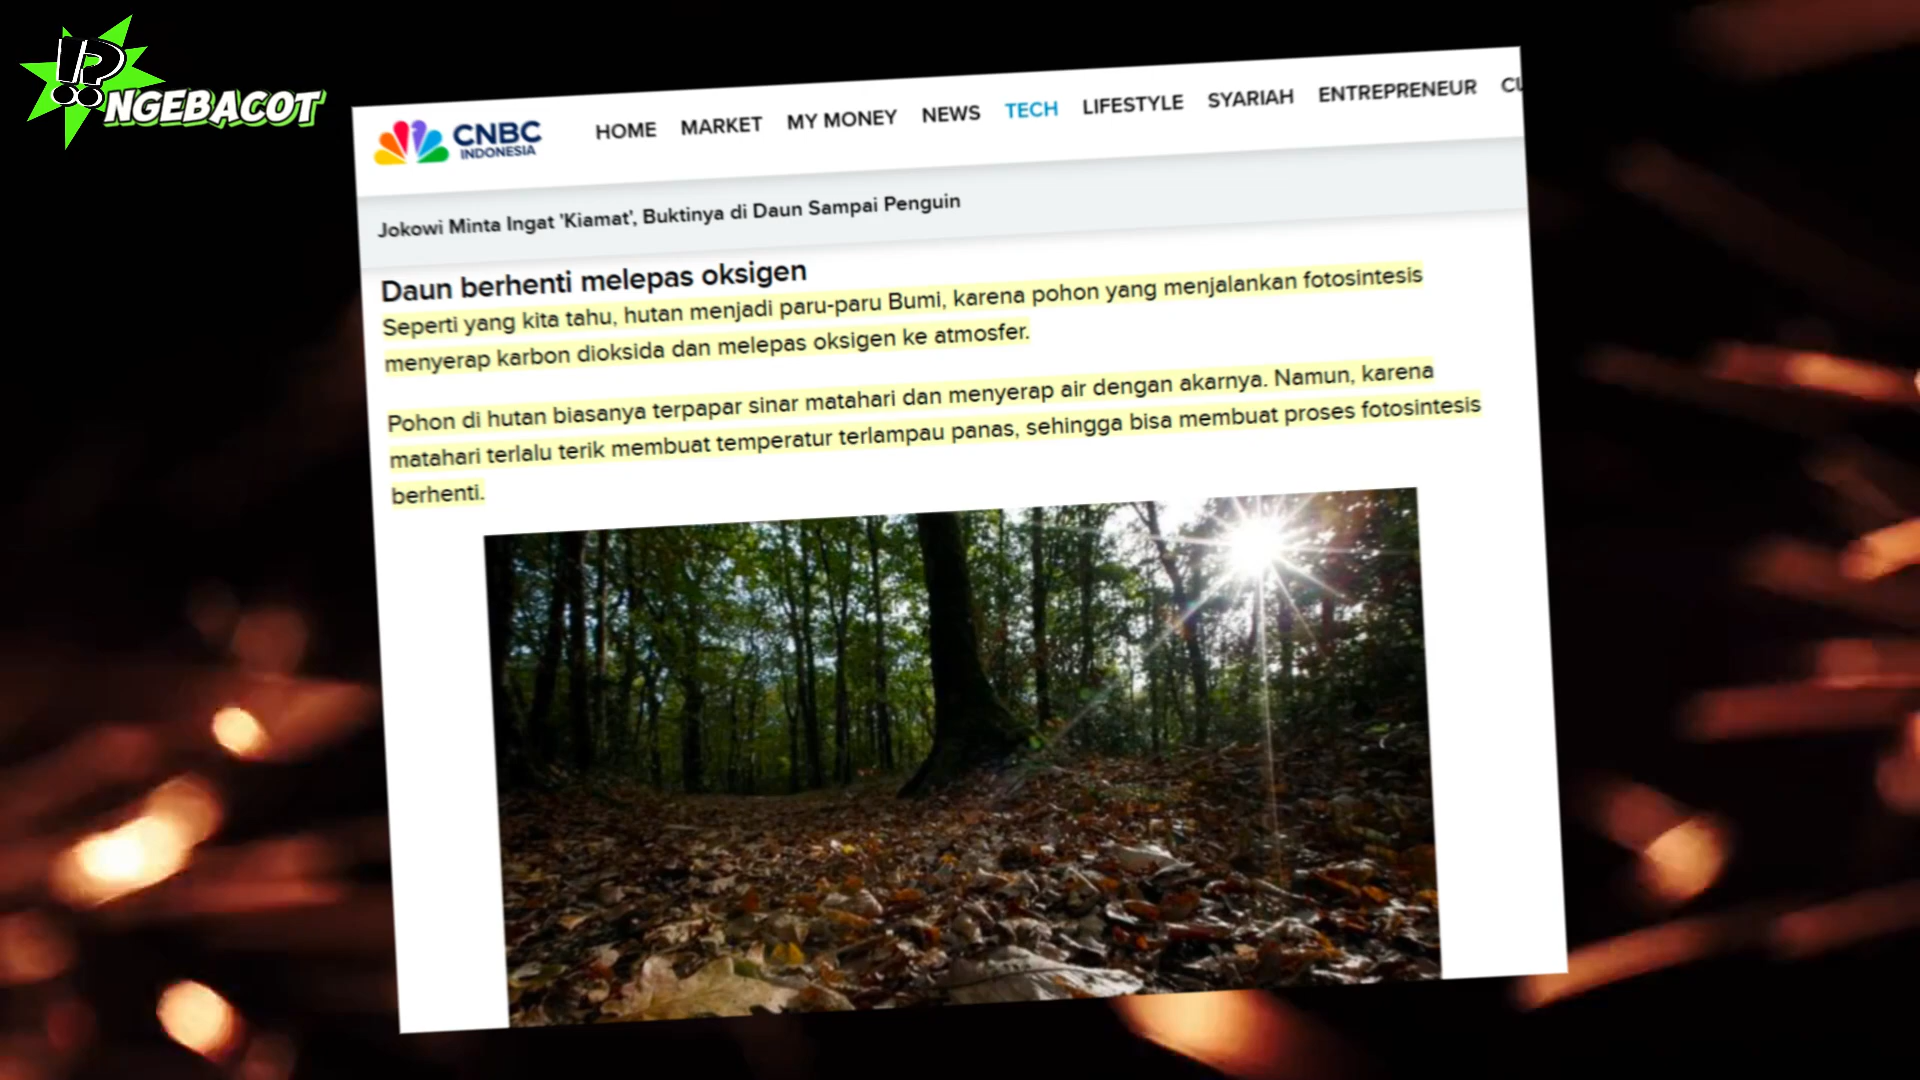 !?
NGEBACOT
CNBC
INDONESIA
HOME MARKET MY MONEY NEWS TECH LIFESTYLE SYARIAH ENTREPRENEUR CU
Jokowi Minta Ingat 'Kiamat', Buktinya di Daun Sampai Penguin
Daun berhenti melepas oksigen
Seperti yang kita tahu, hutan menjadi paru-paru Bumi, karena pohon yang menjalankan fotosintesis
menyerap karbon dioksida dan melepas oksigen ke atmosfer.
Pohon di hutan biasanya terpapar sinar matahari dan menyerap air dengan akarnya. Namun, karena
matahari terlalu terik membuat temperatur terlampau panas, sehingga bisa membuat proses fotosintesis
berhenti.